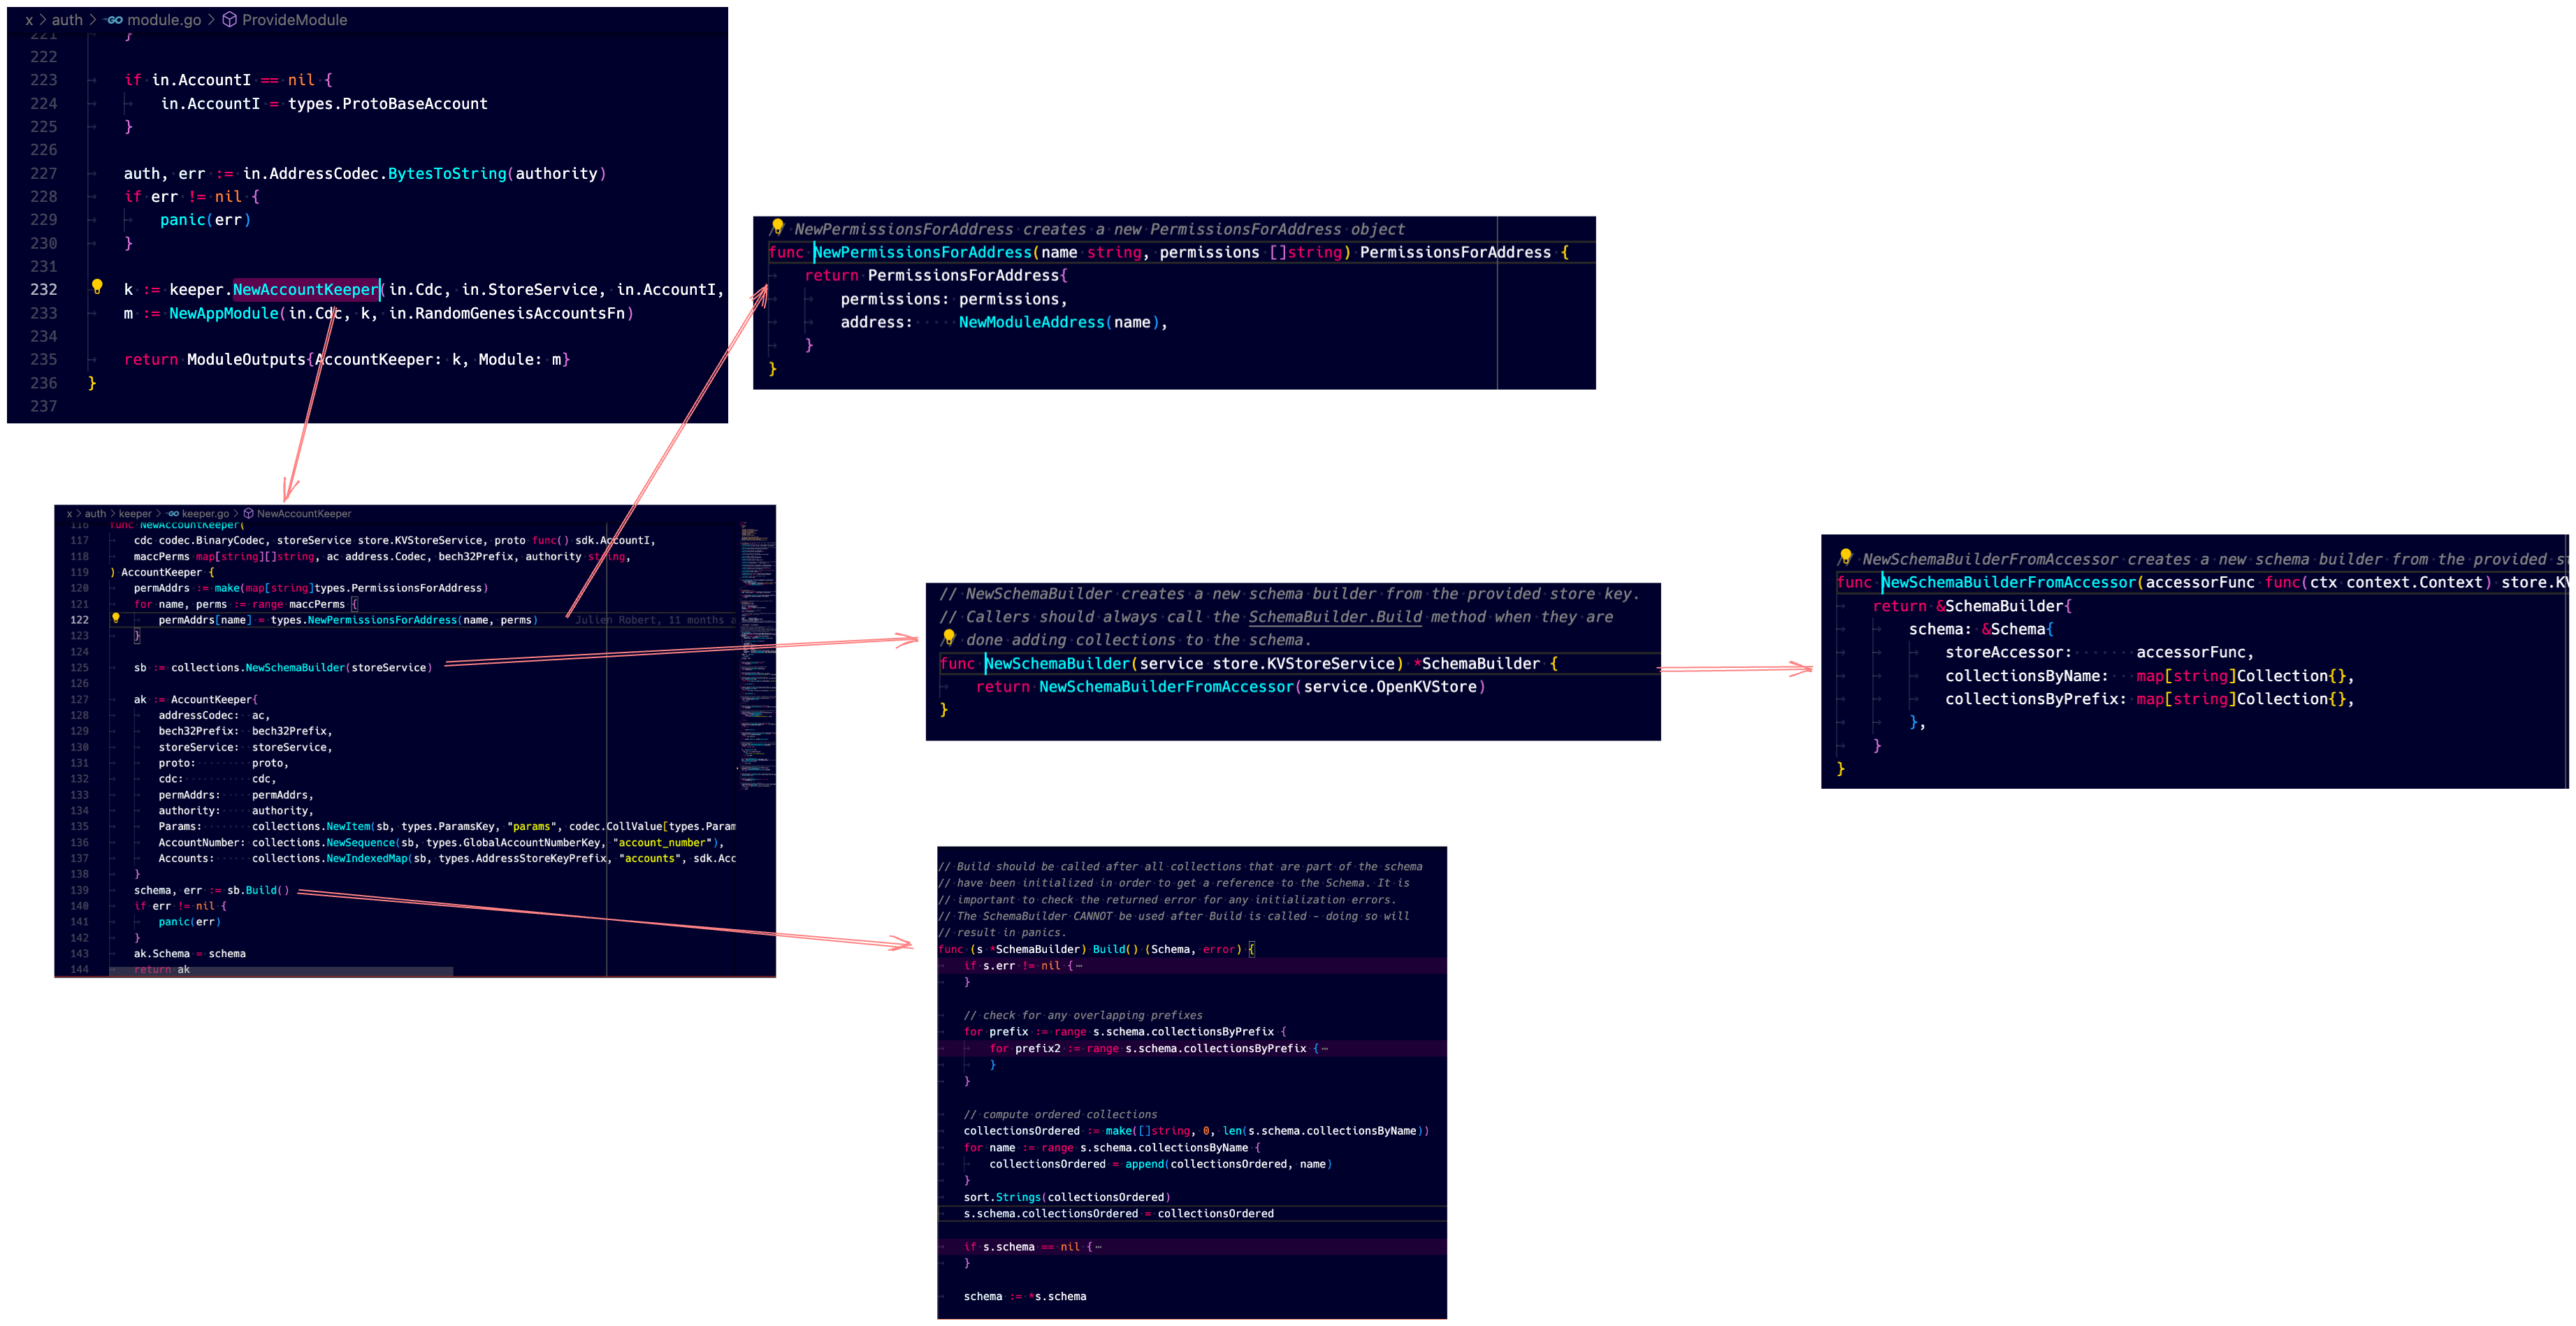 x > auth > module.go > ProvideModule
221 }
222
223 if in.AccountI == nil {
224 in.AccountI = types.ProtoBaseAccount
225 }
226
227 auth, err := in.AddressCodec.BytesToString(authority)
228 if err != nil {
229 panic(err)
230 }
231
232 k := keeper.NewAccountKeeper(in.Cdc, in.StoreService, in.AccountI,
233 m := NewAppModule(in.Cdc, k, in.RandomGenesisAccountsFn)
234
235 return ModuleOutputs{AccountKeeper: k, Module: m}
236 }
237
// NewPermissionsForAddress creates a new PermissionsForAddress object
func NewPermissionsForAddress(name string, permissions []string) PermissionsForAddress {
return PermissionsForAddress{
permissions: permissions,
address: NewModuleAddress(name),
}
}
x > auth > keeper > keeper.go > NewAccountKeeper
116 func NewAccountKeeper(
117 cdc codec.BinaryCodec, storeService store.KVStoreService, proto func() sdk.AccountI,
118 maccPerms map[string][]string, ac address.Codec, bech32Prefix, authority string,
119 ) AccountKeeper {
120 permAddrs := make(map[string]types.PermissionsForAddress)
121 for name, perms := range maccPerms {
122 permAddrs[name] = types.NewPermissionsForAddress(name, perms) Julien Robert, 11 months a
123 }
124
125 sb := collections.NewSchemaBuilder(storeService)
126
127 ak := AccountKeeper{
128 addressCodec: ac,
129 bech32Prefix: bech32Prefix,
130 storeService: storeService,
131 proto: proto,
132 cdc: cdc,
133 permAddrs: permAddrs,
134 authority: authority,
135 Params: collections.NewItem(sb, types.ParamsKey, "params", codec.CollValue[types.Param
136 AccountNumber: collections.NewSequence(sb, types.GlobalAccountNumberKey, "account_number"),
137 Accounts: collections.NewIndexedMap(sb, types.AddressStoreKeyPrefix, "accounts", sdk.Acc
138 }
139 schema, err := sb.Build()
140 if err != nil {
141 panic(err)
142 }
143 ak.Schema = schema
144 return ak
// NewSchemaBuilder creates a new schema builder from the provided store key.
// Callers should always call the SchemaBuilder.Build method when they are
// done adding collections to the schema.
func NewSchemaBuilder(service store.KVStoreService) *SchemaBuilder {
return NewSchemaBuilderFromAccessor(service.OpenKVStore)
}
// NewSchemaBuilderFromAccessor creates a new schema builder from the provided st
func NewSchemaBuilderFromAccessor(accessorFunc func(ctx context.Context) store.KV
return &SchemaBuilder{
schema: &Schema{
storeAccessor: accessorFunc,
collectionsByName: map[string]Collection{},
collectionsByPrefix: map[string]Collection{},
},
}
}
// Build should be called after all collections that are part of the schema
// have been initialized in order to get a reference to the Schema. It is
// important to check the returned error for any initialization errors.
// The SchemaBuilder CANNOT be used after Build is called - doing so will
// result in panics.
func (s *SchemaBuilder) Build() (Schema, error) {
if s.err != nil {⋯
}
// check for any overlapping prefixes
for prefix := range s.schema.collectionsByPrefix {
for prefix2 := range s.schema.collectionsByPrefix {⋯
}
}
// compute ordered collections
collectionsOrdered := make([]string, 0, len(s.schema.collectionsByName))
for name := range s.schema.collectionsByName {
collectionsOrdered = append(collectionsOrdered, name)
}
sort.Strings(collectionsOrdered)
s.schema.collectionsOrdered = collectionsOrdered
if s.schema == nil {⋯
}
schema := *s.schema